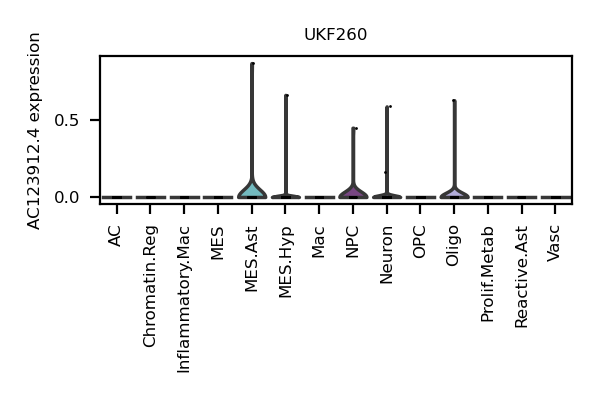 UKF260
AC123912.4 expression
0.5
0.0
AC
Chromatin.Reg
Inflammatory.Mac
MES
MES.Ast
MES.Hyp
Mac
NPC
Neuron
OPC
Oligo
Prolif.Metab
Reactive.Ast
Vasc